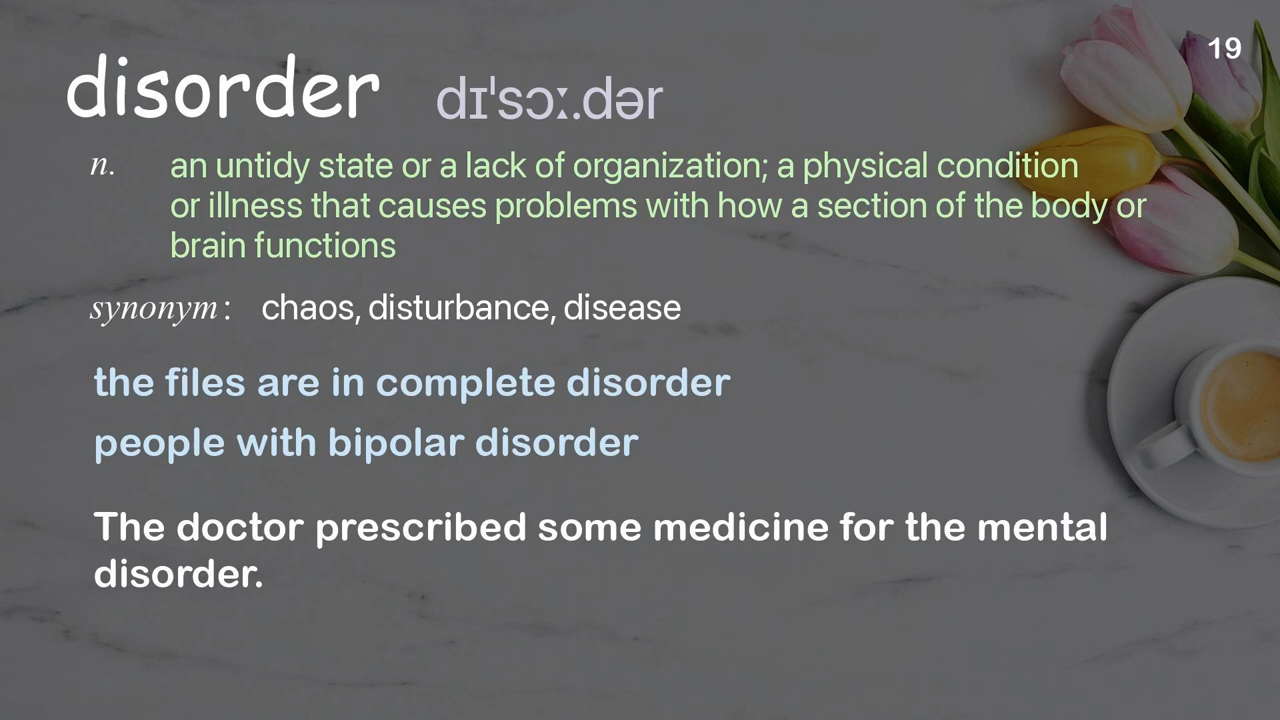 19
disorder dɪˈsɔː.dər
n. an untidy state or a lack of organization; a physical condition
or illness that causes problems with how a section of the body or
brain functions
synonym: chaos, disturbance, disease
the files are in complete disorder
people with bipolar disorder
The doctor prescribed some medicine for the mental
disorder.